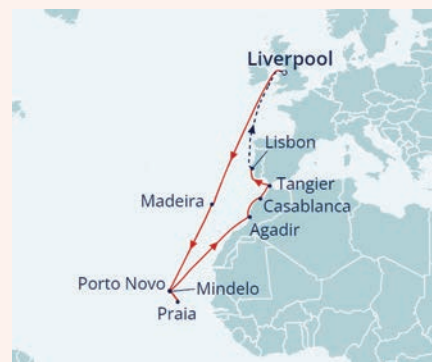 Liverpool
Lisbon
Tangier
Madeira
Casablanca
Agadir
Porto Novo
Mindelo
Praia